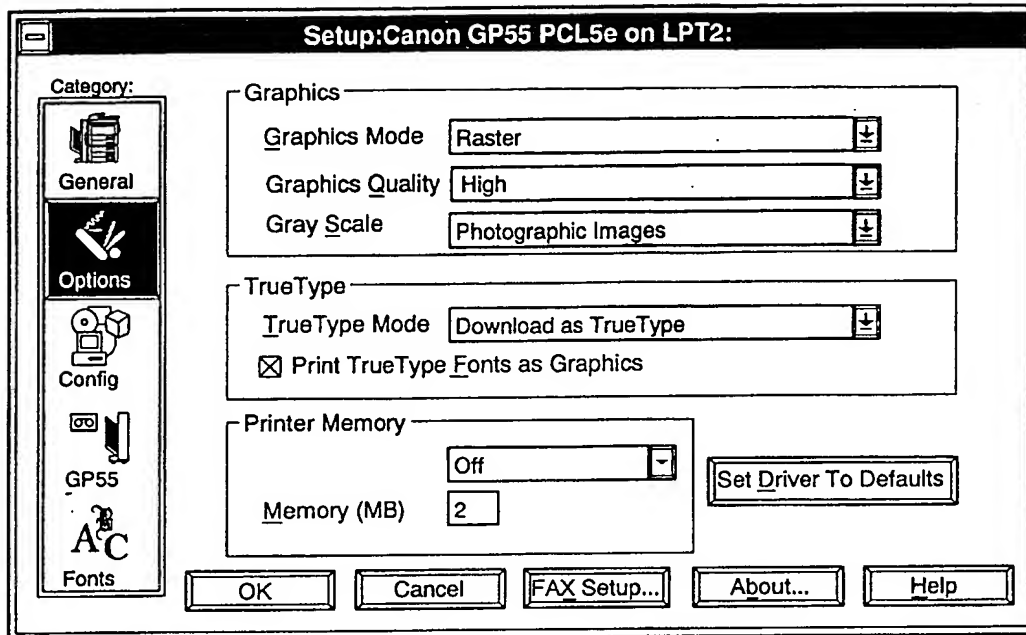 Setup:Canon GP55 PCL5e on LPT2:
Category:
General
Options
Config
GP55
ABC
Fonts
Graphics
Graphics Mode Raster
Graphics Quality High
Gray Scale Photographic Images
TrueType
TrueType Mode Download as TrueType
Print TrueType Fonts as Graphics
Printer Memory
Off
Memory (MB) 2
Set Driver To Defaults
OK Cancel FAX Setup... About... Help